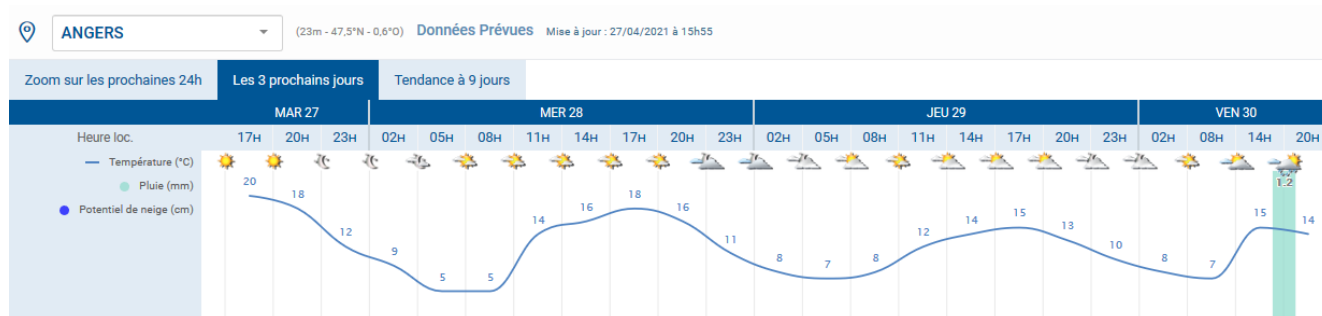 ANGERS (23m - 47,5°N - 0,6°O) Données Prévues Mise à jour : 27/04/2021 à 15h55
Zoom sur les prochaines 24h Les 3 prochains jours Tendance à 9 jours
MAR 27 MER 28 JEU 29 VEN 30
Heure loc. 17H 20H 23H 02H 05H 08H 11H 14H 17H 20H 23H 02H 05H 08H 11H 14H 17H 20H 23H 02H 08H 14H 20H
Température (°C)
Pluie (mm) 1.2
Potentiel de neige (cm)
20 18 12 9 5 5 14 16 18 16 11 8 7 8 12 14 15 13 10 8 7 15 14